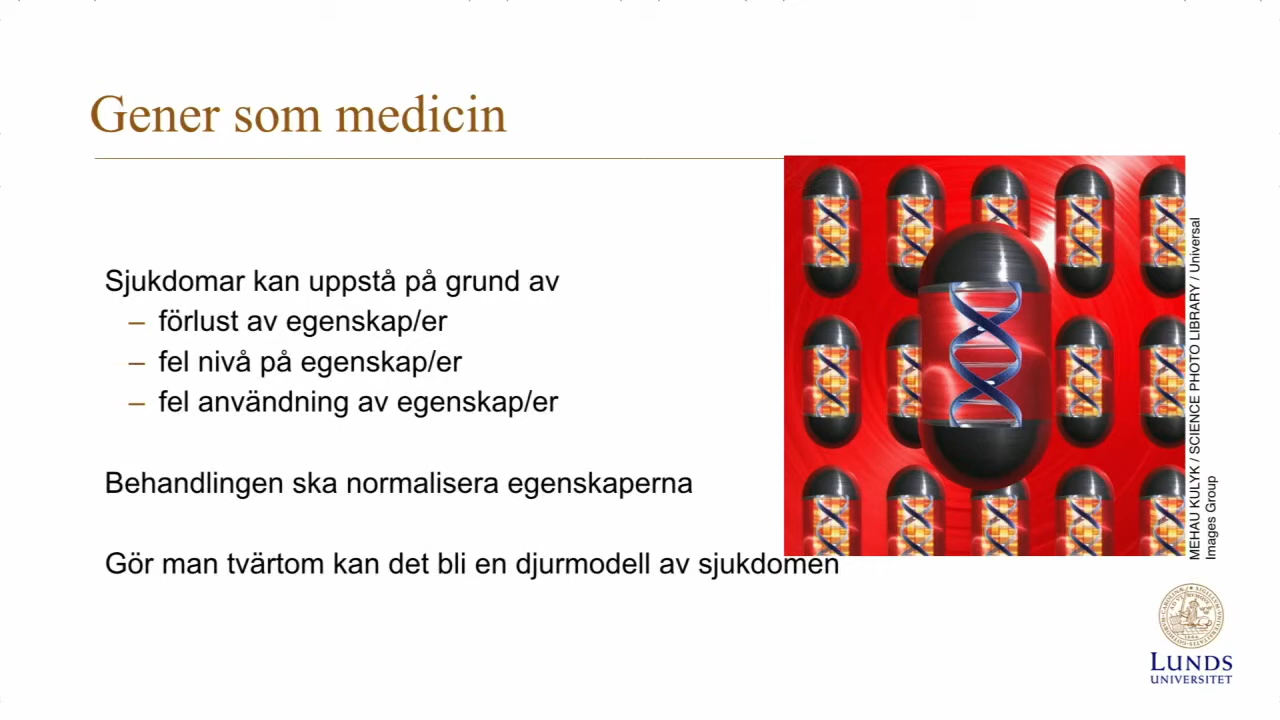 Gener som medicin
Sjukdomar kan uppstå på grund av
– förlust av egenskap/er
– fel nivå på egenskap/er
– fel användning av egenskap/er
Behandlingen ska normalisera egenskaperna
Gör man tvärtom kan det bli en djurmodell av sjukdomen
MEHAU KULYK / SCIENCE PHOTO LIBRARY / Universal
Images Group
LUNDS
UNIVERSITET